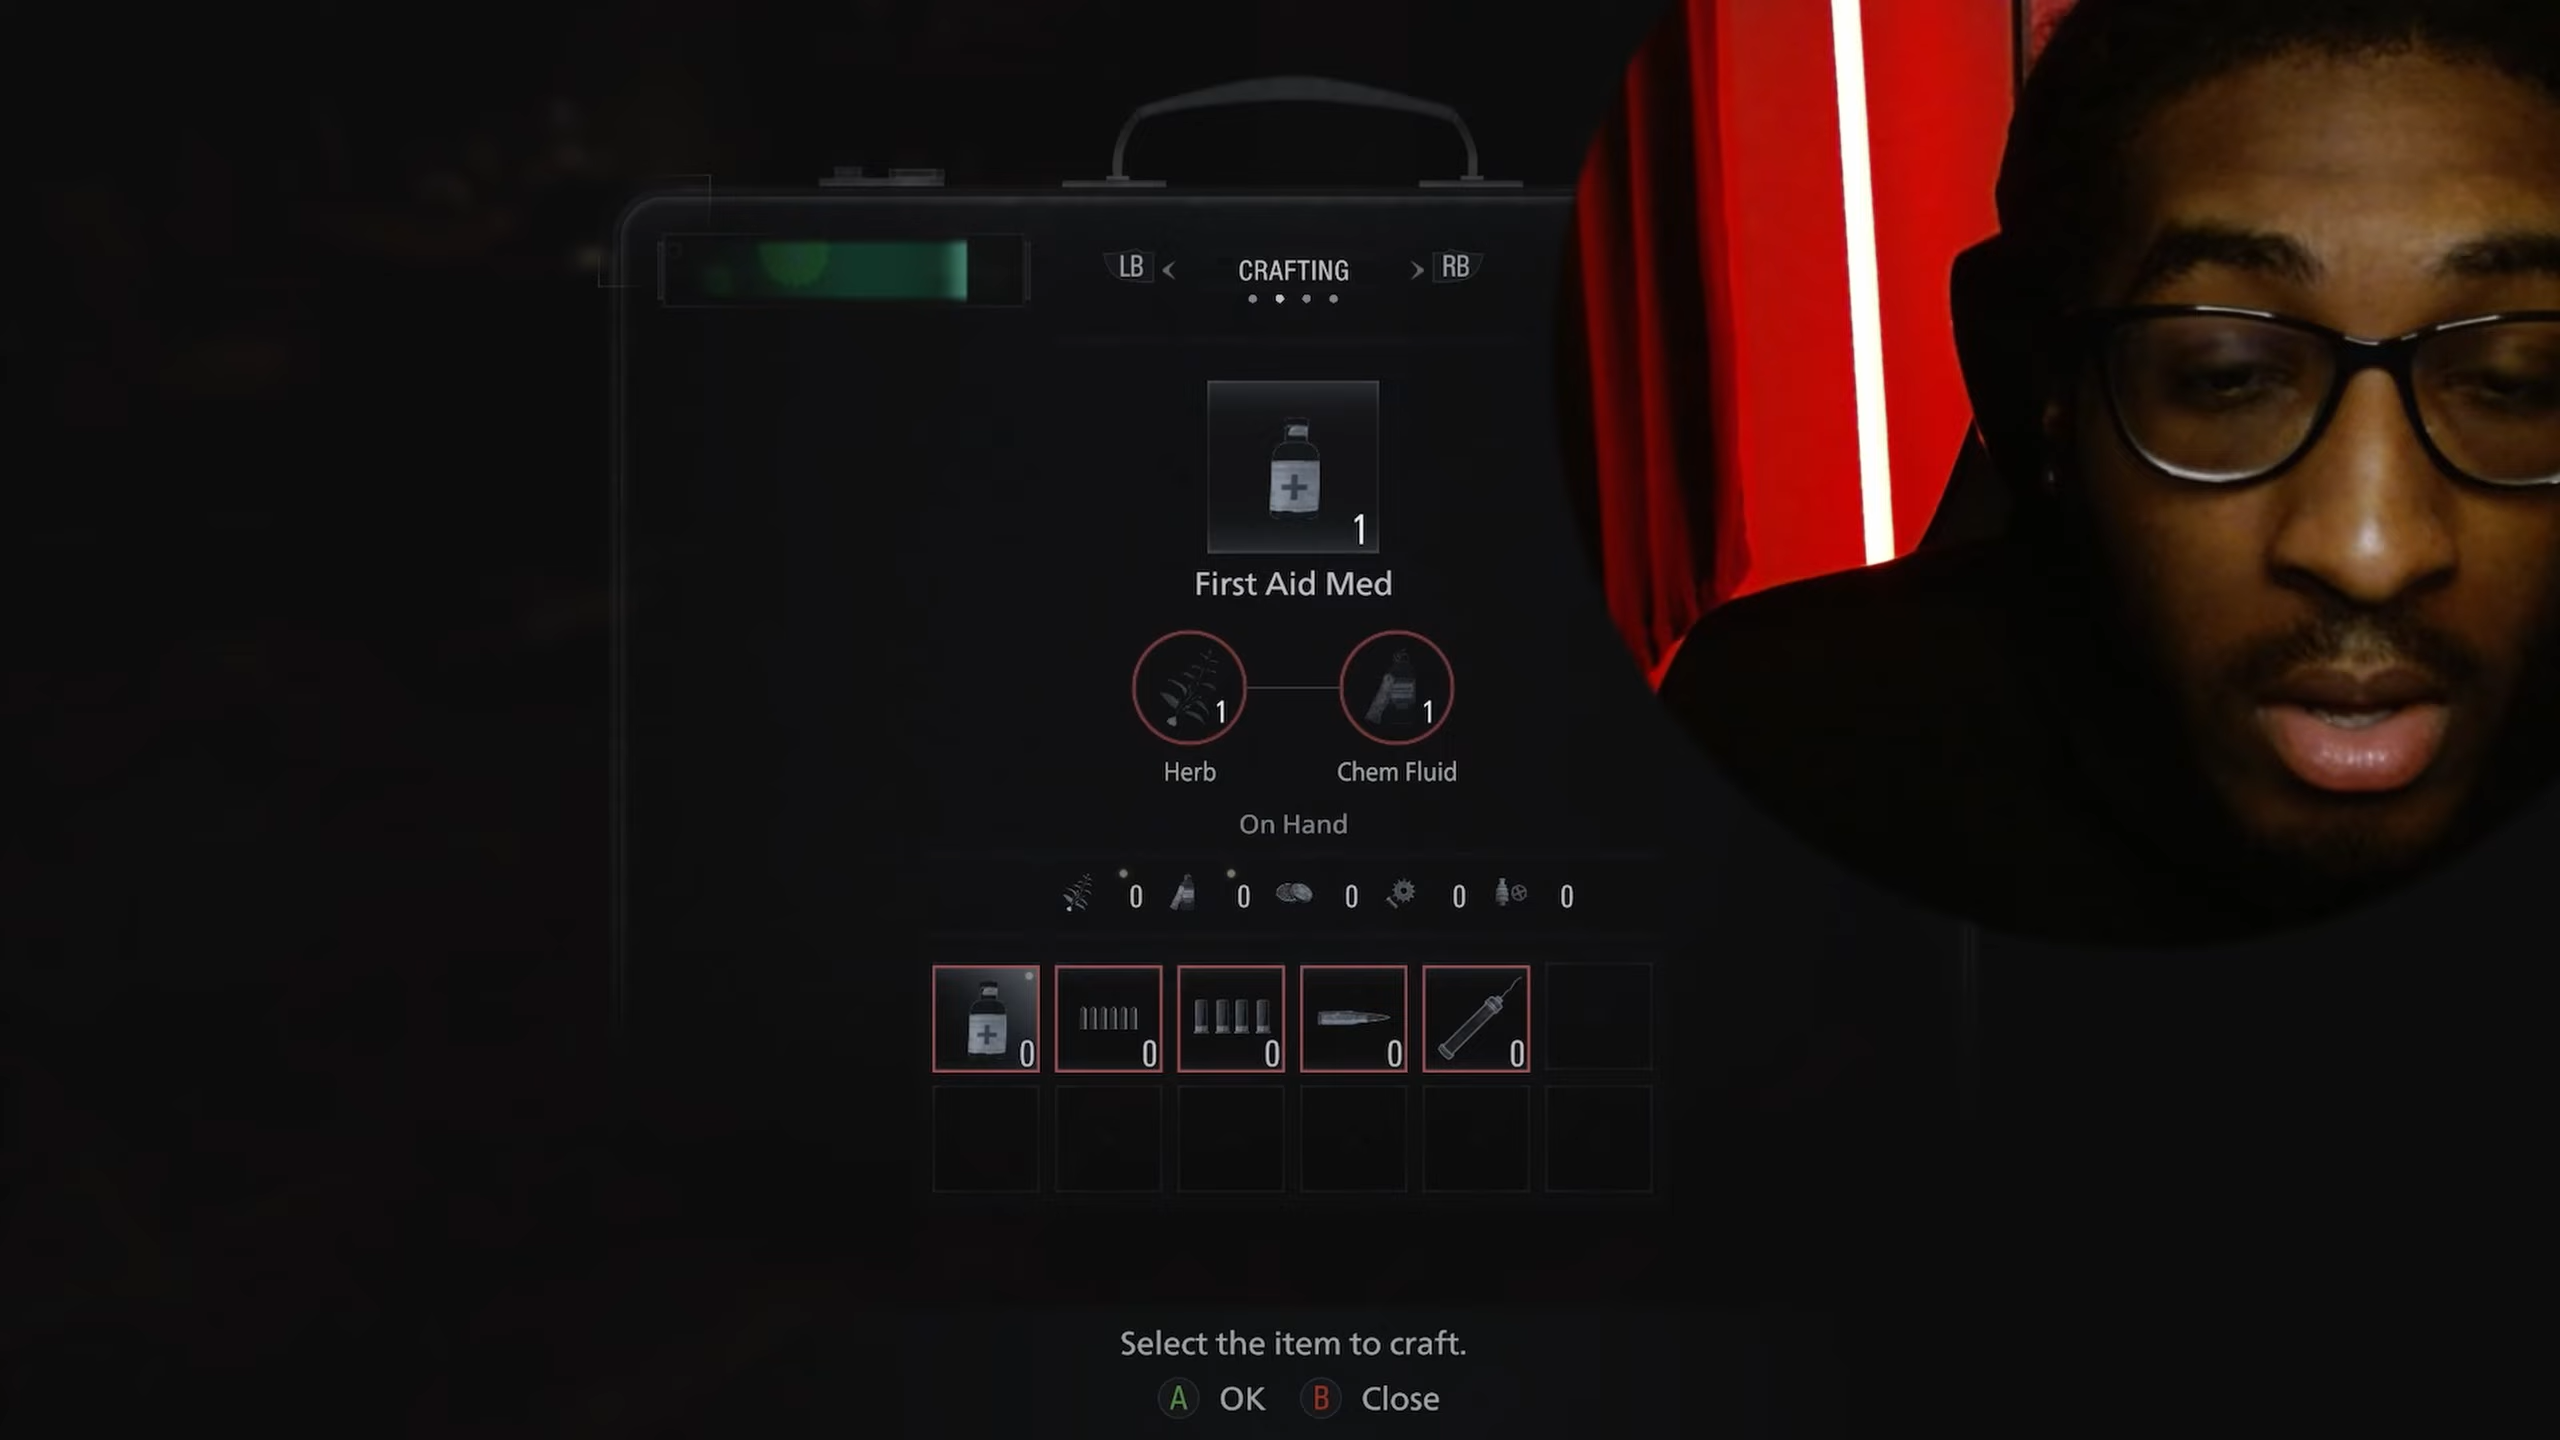 LB CRAFTING RB
1
First Aid Med
1 1
Herb Chem Fluid
On Hand
0 0 0 0 0
0 0 0 0 0
Select the item to craft.
A OK B Close